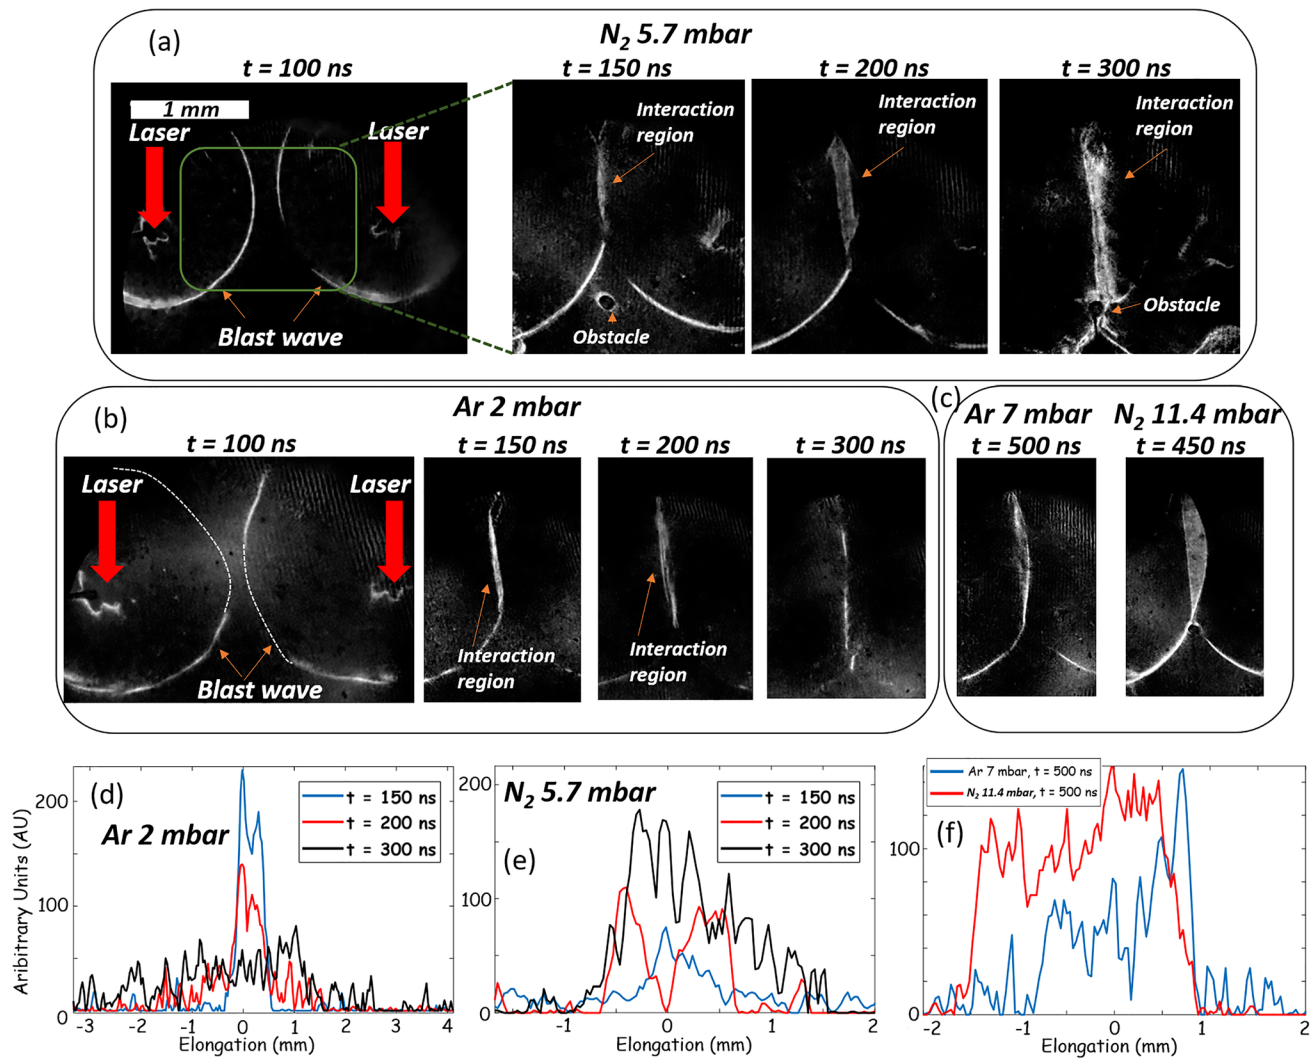 (a)
N2 5.7 mbar
t = 100 ns
t = 150 ns
t = 200 ns
t = 300 ns
1 mm
Laser
Laser
Blast wave
Interaction
region
Obstacle
Interaction
region
Interaction
region
Obstacle
(b)
Ar 2 mbar
t = 100 ns
t = 150 ns
t = 200 ns
t = 300 ns
Laser
Laser
Blast wave
Interaction
region
Interaction
region
(c)
Ar 7 mbar
N2 11.4 mbar
t = 500 ns
t = 450 ns
(d)
Ar 2 mbar
t = 150 ns
t = 200 ns
t = 300 ns
200
100
0
Aribitrary Units (AU)
-3
-2
-1
0
1
2
3
4
Elongation (mm)
N2 5.7 mbar
(e)
t = 150 ns
t = 200 ns
t = 300 ns
200
100
0
-1
0
1
2
Elongation (mm)
Ar 7 mbar, t = 500 ns
N2 11.4 mbar, t = 500 ns
(f)
100
0
-2
-1
0
1
2
Elongation (mm)